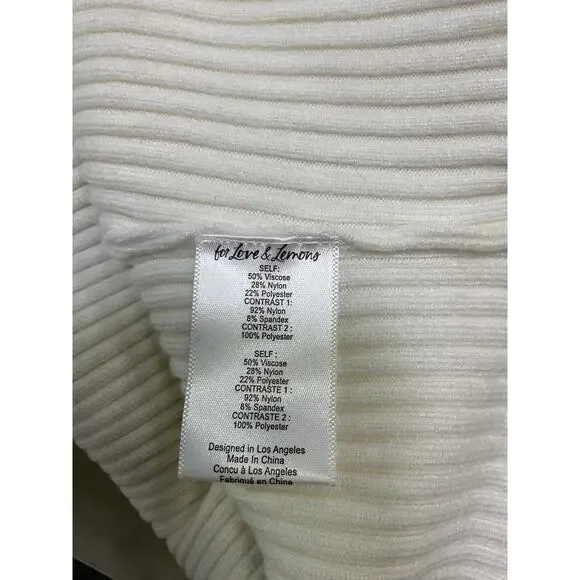 for Love & Lemons
SELF:
50% Viscose
28% Nylon
22% Polyester
CONTRAST 1:
92% Nylon
8% Spandex
CONTRAST 2 :
100% Polyester
SELF :
50% Viscose
28% Nylon
22% Polyester
CONTRASTE 1 :
92% Nylon
8% Spandex
CONTRASTE 2 :
100% Polyester
Designed in Los Angeles
Made In China
Concu à Los Angeles
Fabriqué en Chine